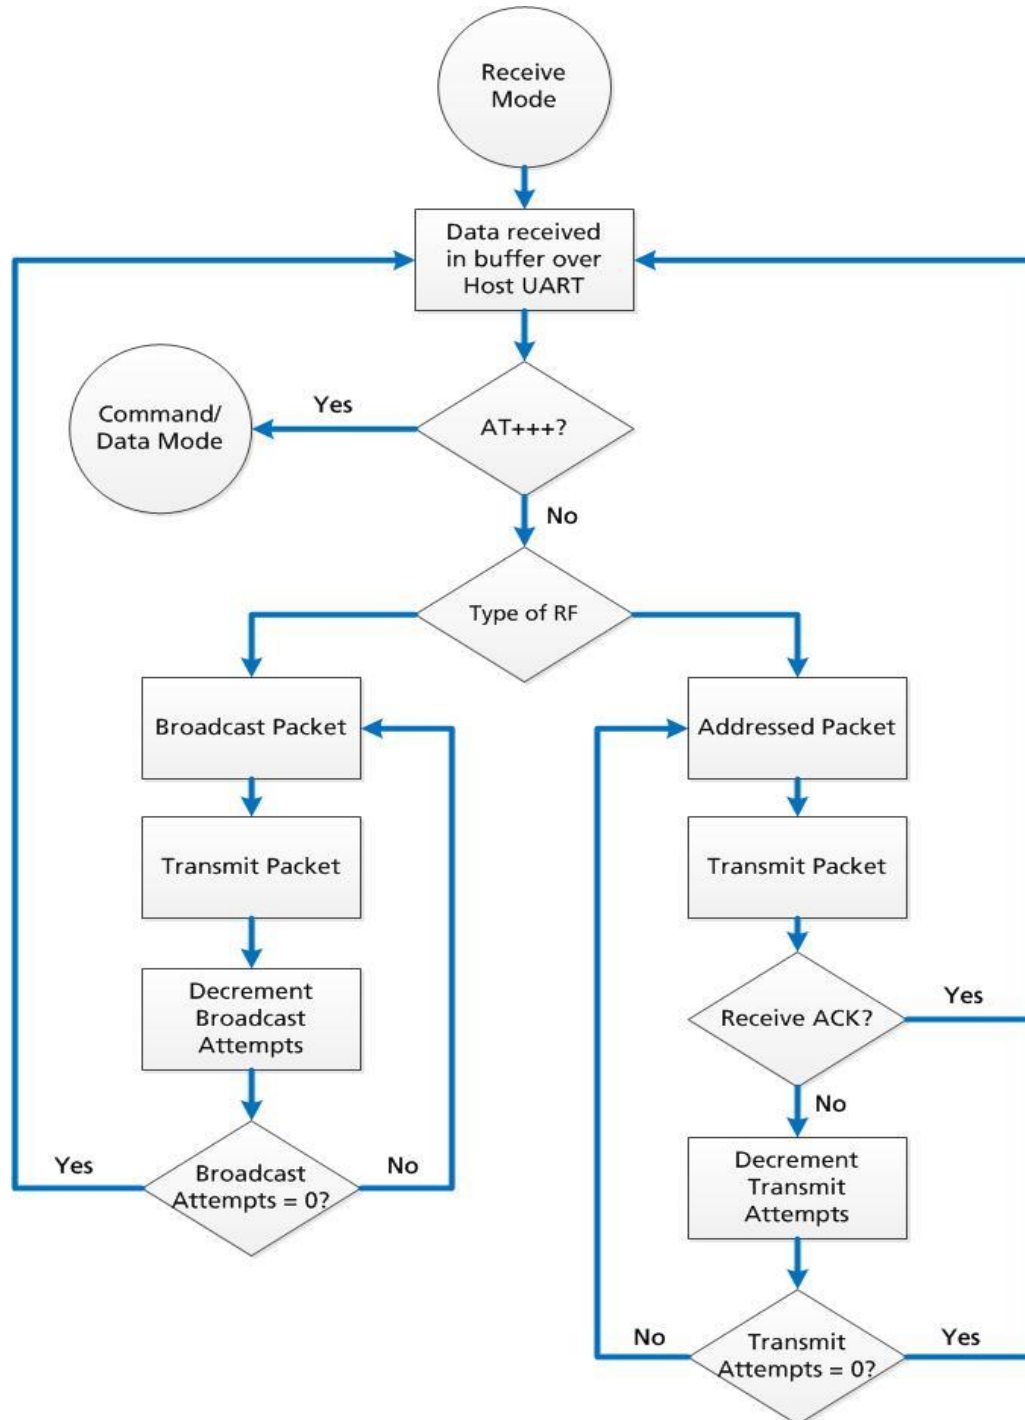 Receive
Mode
Data received
in buffer over
Host UART
Yes
Command/
Data Mode
AT+++?
No
Type of RF
Broadcast Packet
Addressed Packet
Transmit Packet
Transmit Packet
Decrement
Broadcast
Attempts
Receive ACK?
Yes
No
Yes
Broadcast
Attempts = 0?
No
Decrement
Transmit
Attempts
No
Transmit
Attempts = 0?
Yes